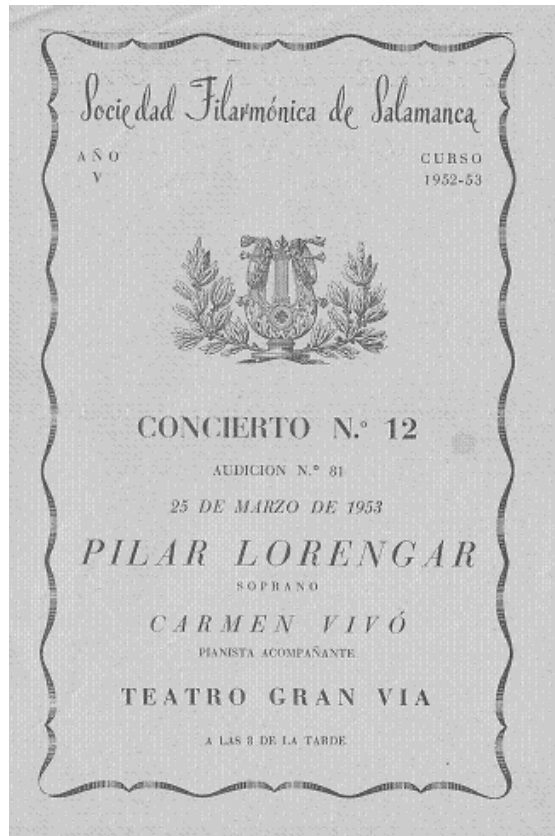 Sociedad Filarmónica de Salamanca
AÑO
V
CURSO
1952-53
CONCIERTO N.º 12
AUDICION N.º 81
25 DE MARZO DE 1953
PILAR LORENGAR
SOPRANO
CARMEN VIVÓ
PIANISTA ACOMPAÑANTE
TEATRO GRAN VIA
A LAS 8 DE LA TARDE